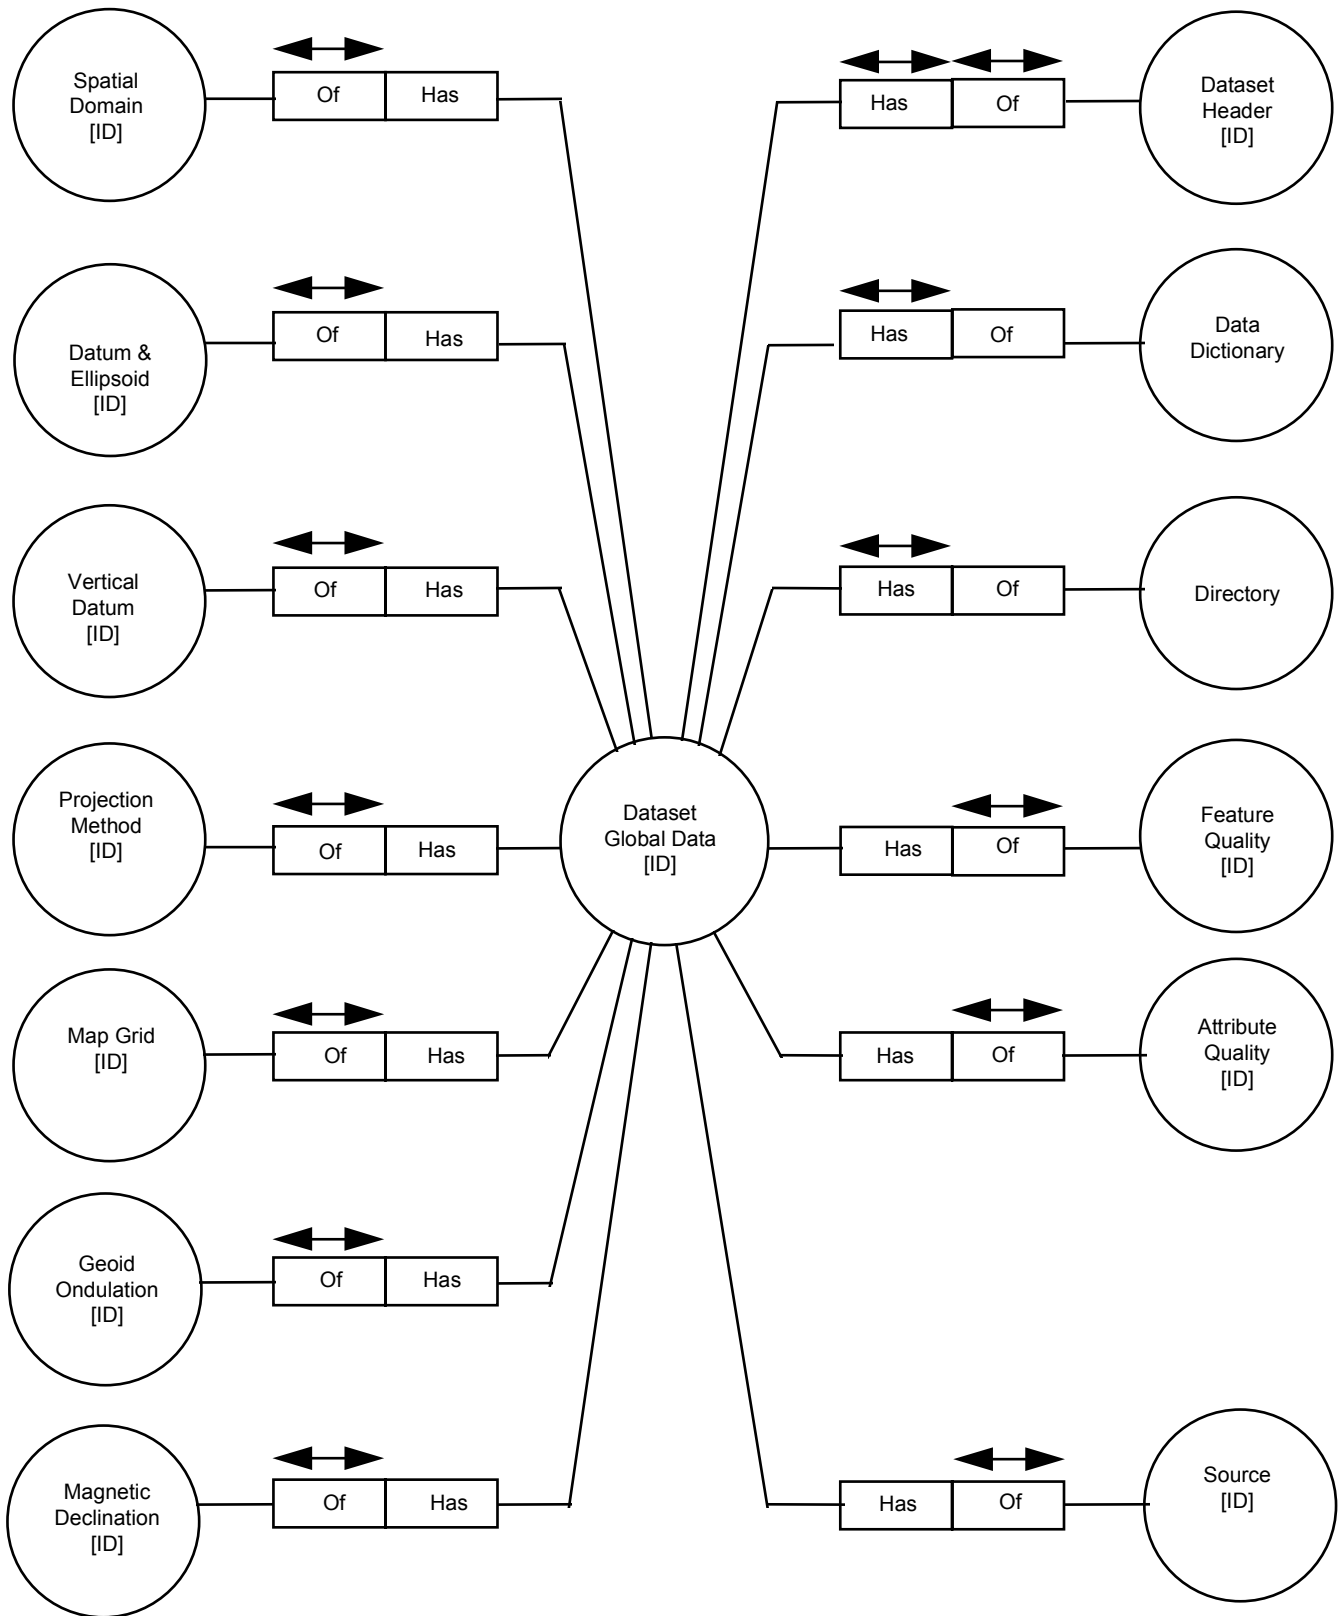 Spatial
Domain
[ID]
Of
Has
Has
Of
Dataset
Header
[ID]
Datum &
Ellipsoid
[ID]
Of
Has
Has
Of
Data
Dictionary
Vertical
Datum
[ID]
Of
Has
Has
Of
Directory
Projection
Method
[ID]
Of
Has
Dataset
Global Data
[ID]
Has
Of
Feature
Quality
[ID]
Map Grid
[ID]
Of
Has
Has
Of
Attribute
Quality
[ID]
Geoid
Ondulation
[ID]
Of
Has
Magnetic
Declination
[ID]
Of
Has
Has
Of
Source
[ID]